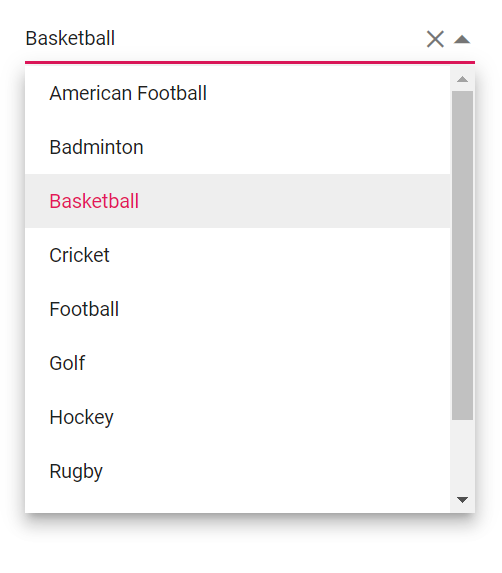 Basketball
American Football
Badminton
Basketball
Cricket
Football
Golf
Hockey
Rugby